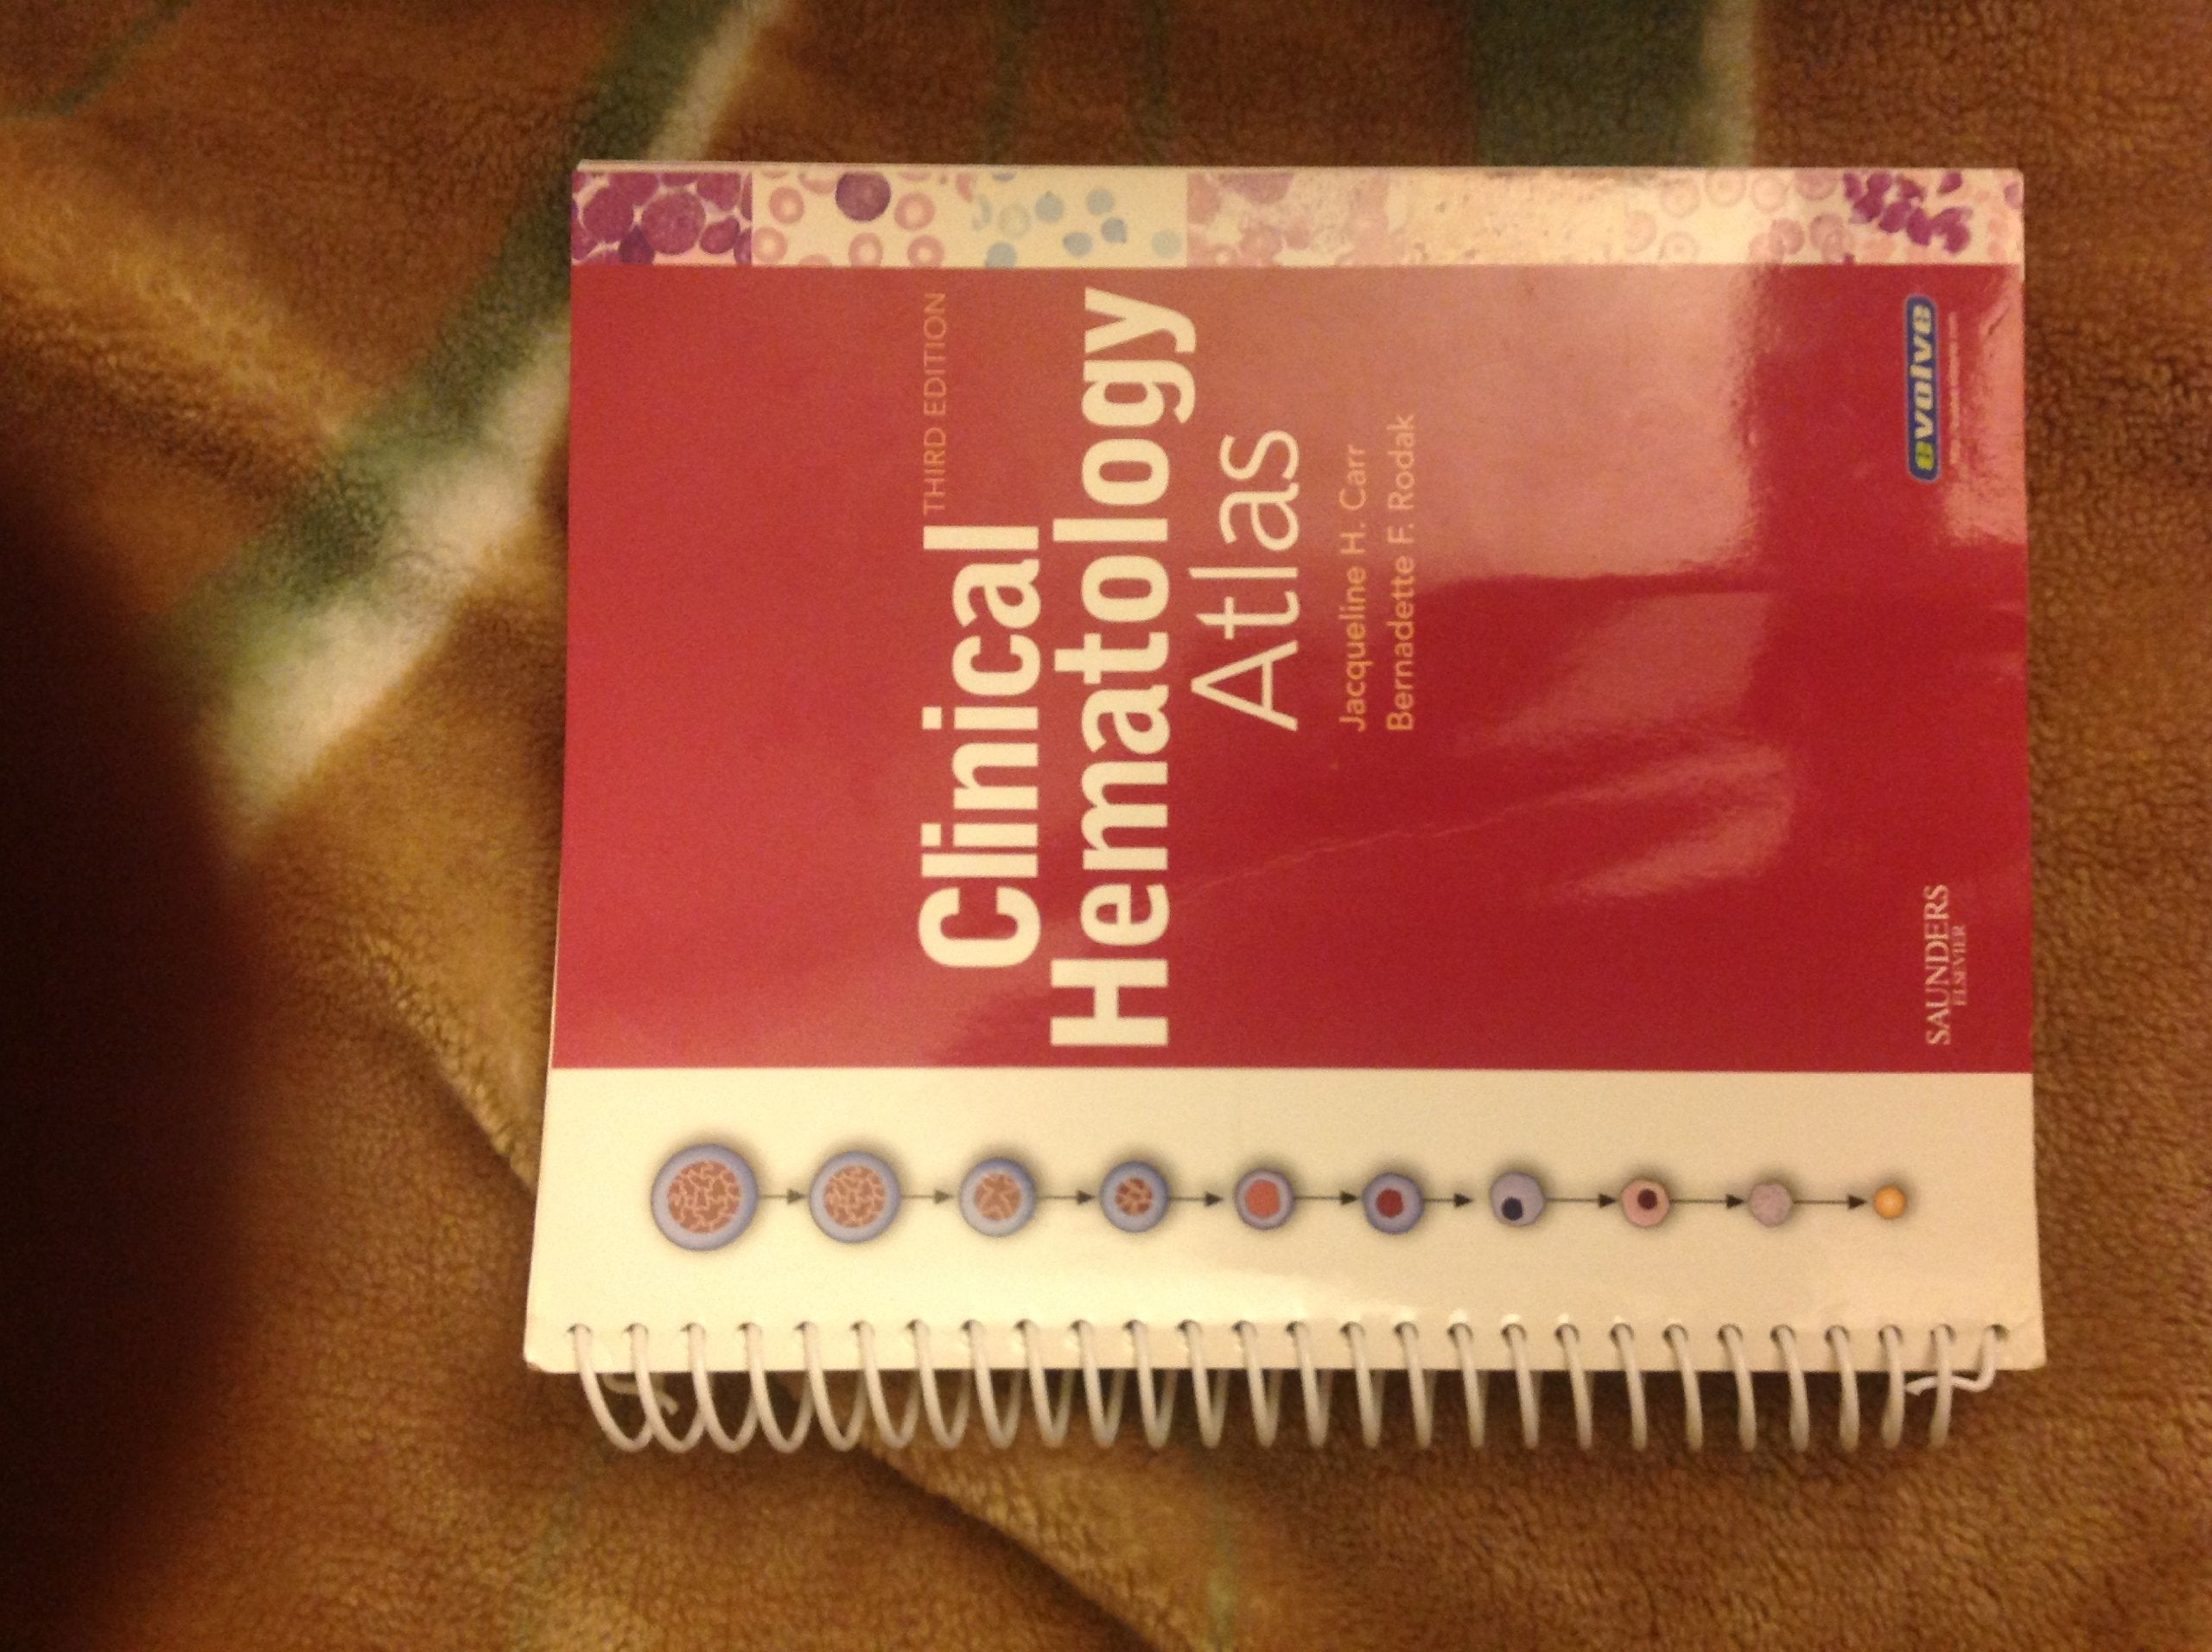 THIRD EDITION
Clinical
Hematology
Atlas
Jacqueline H. Carr
Bernadette F. Rodak
SAUNDERS
ELSEVIER
evolve